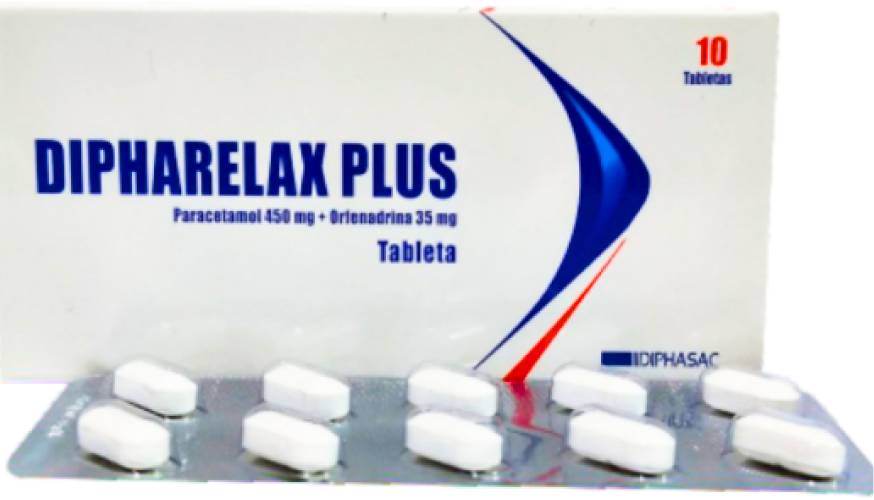 10
Tabletas
DIPHARELAX PLUS
Paracetamol 450 mg + Orfenadrina 35 mg
Tableta
DIPHASAC